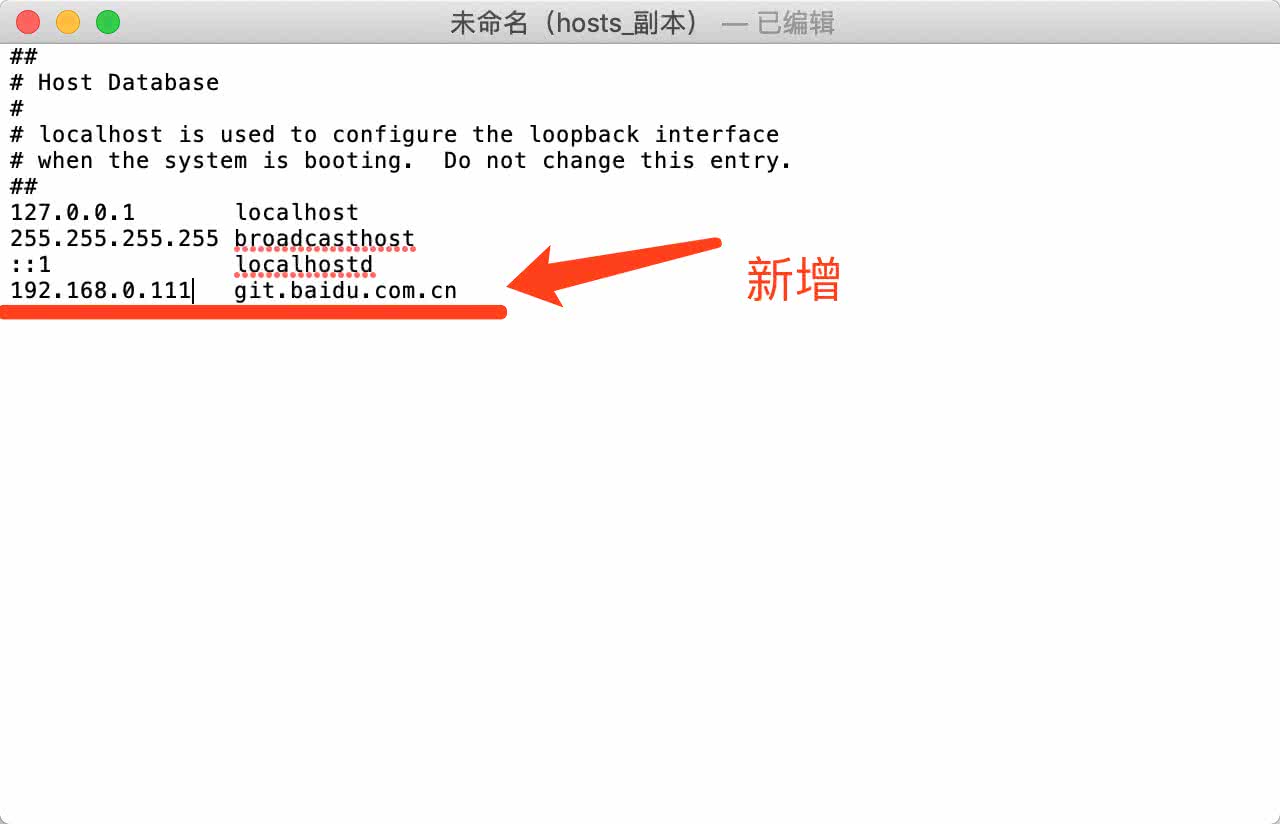 未命名（hosts_副本） — 已编辑
##
# Host Database
#
# localhost is used to configure the loopback interface
# when the system is booting.  Do not change this entry.
##
127.0.0.1       localhost
255.255.255.255 broadcasthost
::1             localhostd
192.168.0.111   git.baidu.com.cn
新增